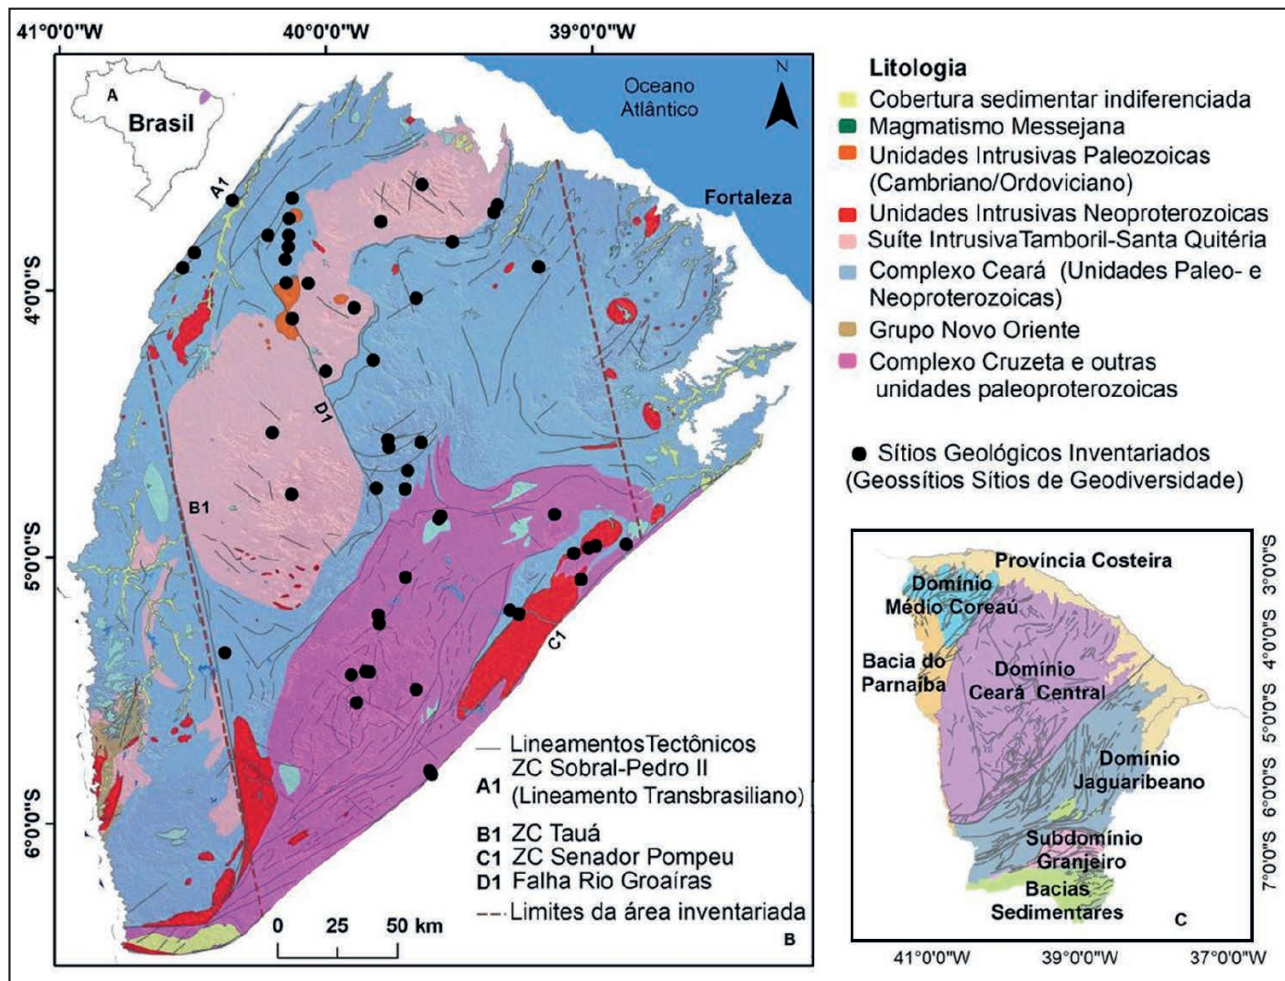 41°0'0"W 40°0'0"W 39°0'0"W
4°0'0"S
5°0'0"S
6°0'0"S
A
Brasil
N
Oceano
Atlântico
Fortaleza
A1
D1
B1
C1
Lineamentos Tectônicos
A1 ZC Sobral-Pedro II
(Lineamento Transbrasiliano)
B1 ZC Tauá
C1 ZC Senador Pompeu
D1 Falha Rio Groaíras
Limites da área inventariada
0 25 50 km
B
Litologia
Cobertura sedimentar indiferenciada
Magmatismo Messejana
Unidades Intrusivas Paleozoicas
(Cambriano/Ordoviciano)
Unidades Intrusivas Neoproterozoicas
Suíte Intrusiva Tamboril-Santa Quitéria
Complexo Ceará (Unidades Paleo- e
Neoproterozoicas)
Grupo Novo Oriente
Complexo Cruzeta e outras
unidades paleoproterozoicas
Sítios Geológicos Inventariados
(Geossítios Sítios de Geodiversidade)
Província Costeira
Domínio
Médio Coreaú
Bacia do
Parnaíba
Domínio
Ceará Central
Domínio
Jaguaribeano
Subdomínio
Granjeiro
Bacias
Sedimentares
C
3°0'0"S
4°0'0"S
5°0'0"S
6°0'0"S
7°0'0"S
41°0'0"W 39°0'0"W 37°0'0"W